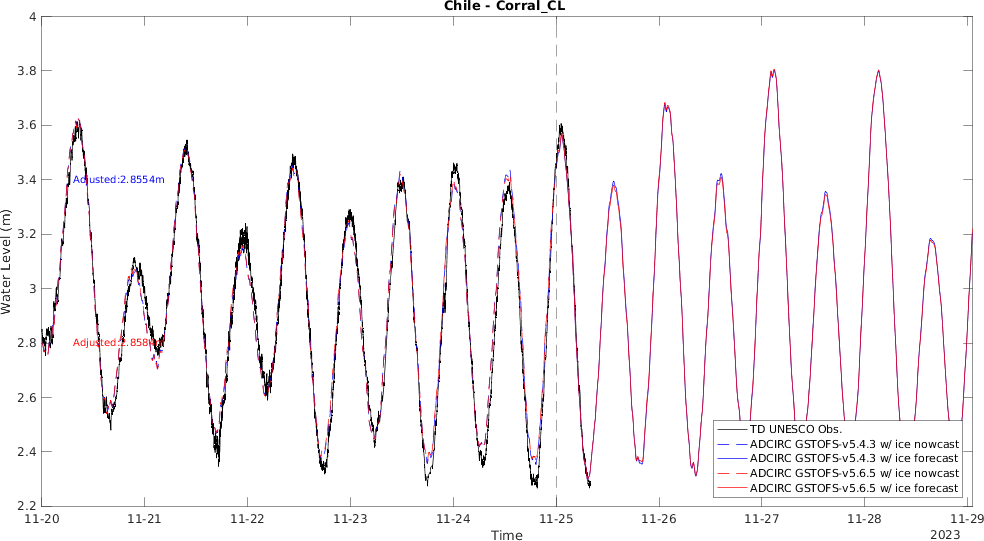 Chile - Corral_CL
Water Level (m)
4
3.8
3.6
3.4
3.2
3
2.8
2.6
2.4
2.2
Adjusted:2.8554m
TD UNESCO Obs.
ADCIRC GSTOFS-v5.4.3 w/ ice nowcast
ADCIRC GSTOFS-v5.4.3 w/ ice forecast
ADCIRC GSTOFS-v5.6.5 w/ ice nowcast
ADCIRC GSTOFS-v5.6.5 w/ ice forecast
11-20 11-21 11-22 11-23 11-24 11-25 11-26 11-27 11-28 11-29
Time
2023